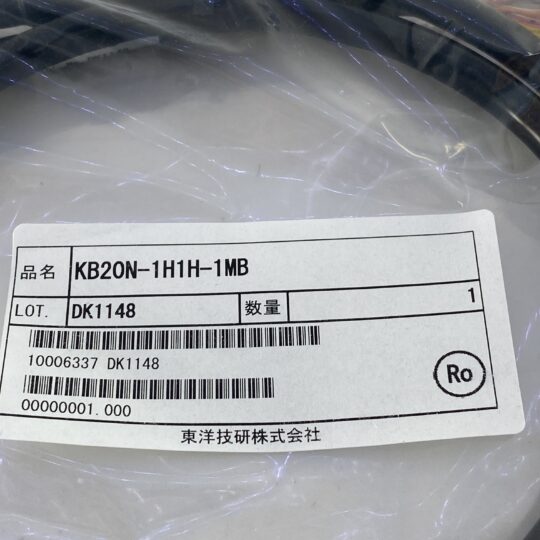 品名 KB20N-1H1H-1MB
LOT. DK1148 数量 1
10006337 DK1148
00000001.000
Ro
東洋技研株式会社